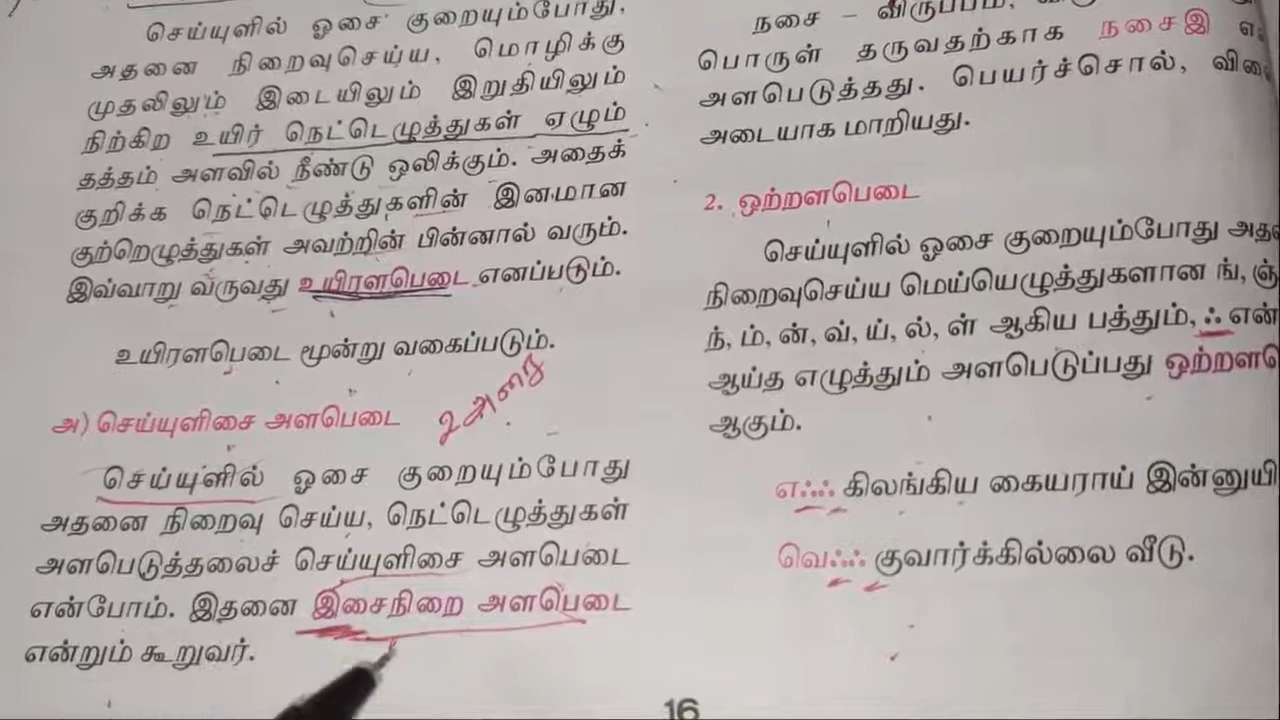 செய்யுளில் ஓசை குறையும்போது,
அதனை நிறைவுசெய்ய, மொழிக்கு
முதலிலும் இடையிலும் இறுதியிலும்
நிற்கிற உயிர் நெட்டெழுத்துகள் ஏழும்
தத்தம் அளவில் நீண்டு ஒலிக்கும். அதைக்
குறிக்க நெட்டெழுத்துகளின் இனமான
குற்றெழுத்துகள் அவற்றின் பின்னால் வரும்.
இவ்வாறு வருவது உயிரளபெடை எனப்படும்.
உயிரளபெடை மூன்று வகைப்படும்.
அ) செய்யுளிசை அளபெடை
செய்யுளில் ஓசை குறையும்போது
அதனை நிறைவு செய்ய, நெட்டெழுத்துகள்
அளபெடுத்தலைச் செய்யுளிசை அளபெடை
என்போம். இதனை இசைநிறை அளபெடை
என்றும் கூறுவர்.
நசை – விருப்பம்,
பொருள் தருவதற்காக நசைஇ
அளபெடுத்தது. பெயர்ச்சொல்,
அடையாக மாறியது.
2. ஒற்றளபெடை
செய்யுளில் ஓசை குறையும்போது
நிறைவுசெய்ய மெய்யெழுத்துகளான ங், ஞ்
ந், ம், ன், வ், ய், ல், ள் ஆகிய பத்தும், ஃ
ஆய்த எழுத்தும் அளபெடுப்பது
ஆகும்.
எஃஃ கிலங்கிய கையராய்
வெஃஃ குவார்க்கில்லை வீடு.
16